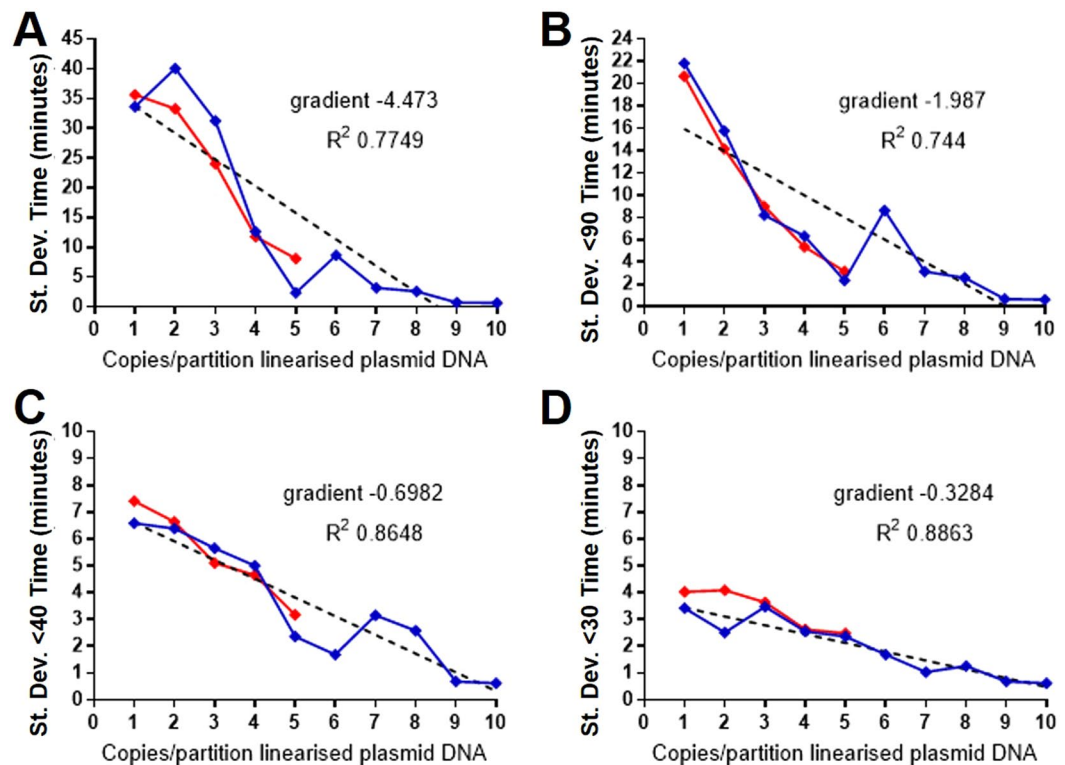 A
St. Dev. Time (minutes)
45
40
35
30
25
20
15
10
5
0
gradient -4.473
R² 0.7749
0 1 2 3 4 5 6 7 8 9 10
Copies/partition linearised plasmid DNA
B
St. Dev. <90 Time (minutes)
24
22
20
18
16
14
12
10
8
6
4
2
0
gradient -1.987
R² 0.744
0 1 2 3 4 5 6 7 8 9 10
Copies/partition linearised plasmid DNA
C
St. Dev. <40 Time (minutes)
10
9
8
7
6
5
4
3
2
1
0
gradient -0.6982
R² 0.8648
0 1 2 3 4 5 6 7 8 9 10
Copies/partition linearised plasmid DNA
D
St. Dev. <30 Time (minutes)
10
9
8
7
6
5
4
3
2
1
0
gradient -0.3284
R² 0.8863
0 1 2 3 4 5 6 7 8 9 10
Copies/partition linearised plasmid DNA